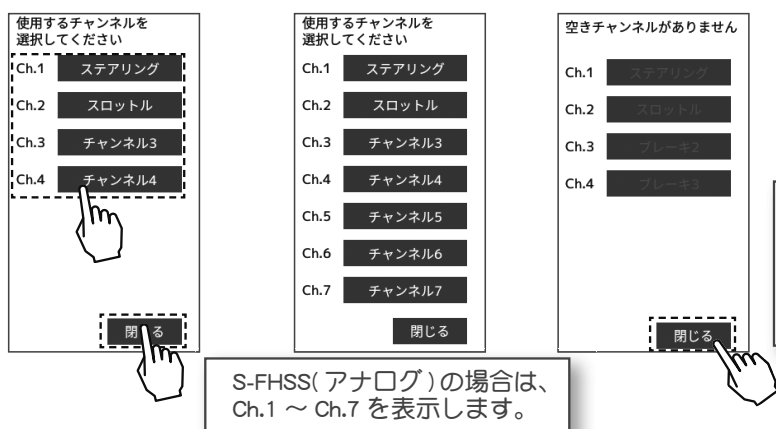 使用するチャンネルを
選択してください
Ch.1 ステアリング
Ch.2 スロットル
Ch.3 チャンネル3
Ch.4 チャンネル4
閉じる
使用するチャンネルを
選択してください
Ch.1 ステアリング
Ch.2 スロットル
Ch.3 チャンネル3
Ch.4 チャンネル4
Ch.5 チャンネル5
Ch.6 チャンネル6
Ch.7 チャンネル7
閉じる
空きチャンネルがありません
Ch.1 ステアリング
Ch.2 スロットル
Ch.3 ブレーキ2
Ch.4 ブレーキ3
閉じる
S-FHSS(アナログ)の場合は、
Ch.1 ～ Ch.7 を表示します。